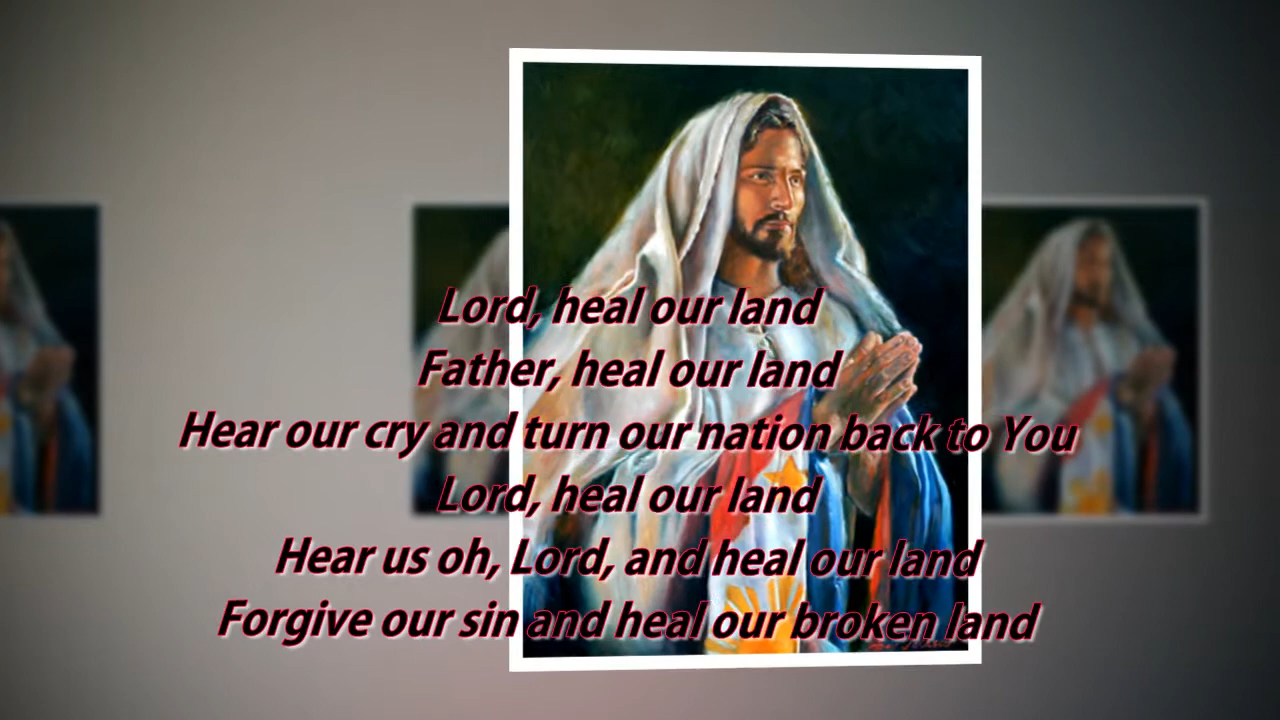 Lord, heal our land
Father, heal our land
Hear our cry and turn our nation back to You
Lord, heal our land
Hear us oh, Lord, and heal our land
Forgive our sin and heal our broken land